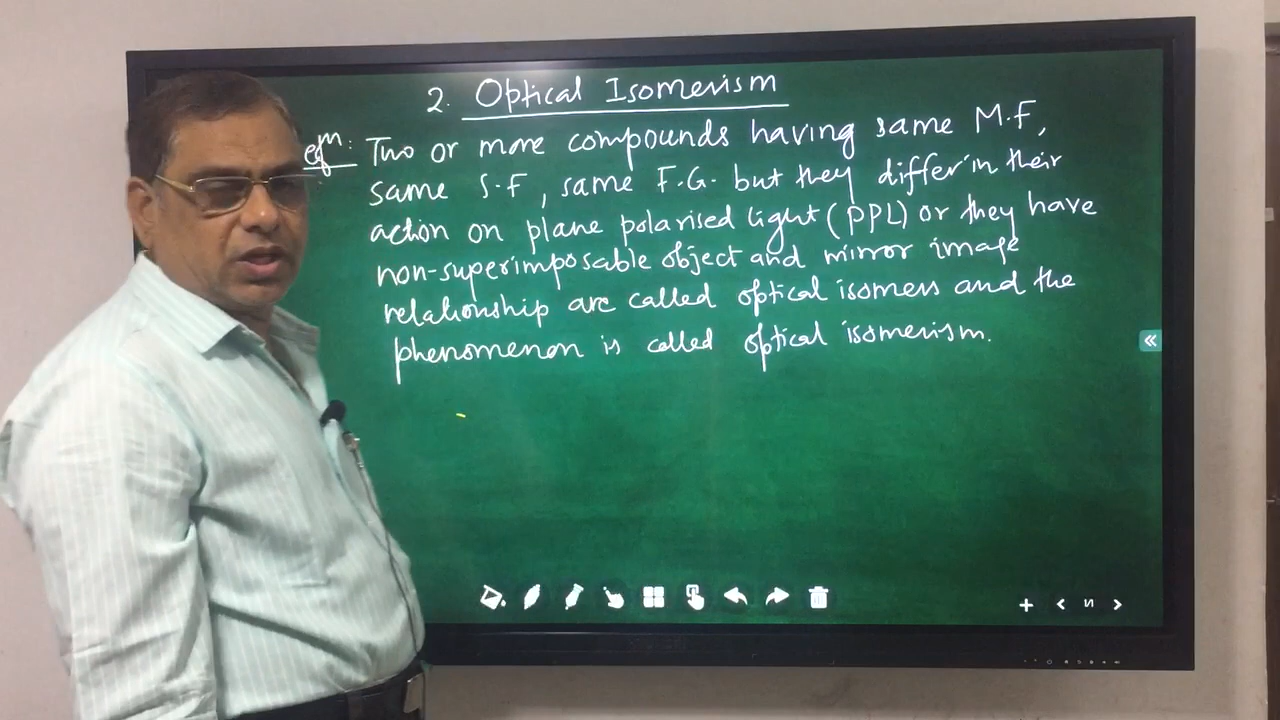 2. Optical Isomerism
Two or more compounds having same M.F,
same S.F, same F.G. but they differ in their
action on plane polarised light (PPL) or they have
non-superimposable object and mirror image
relationship are called optical isomers and the
phenomenon is called optical isomerism.